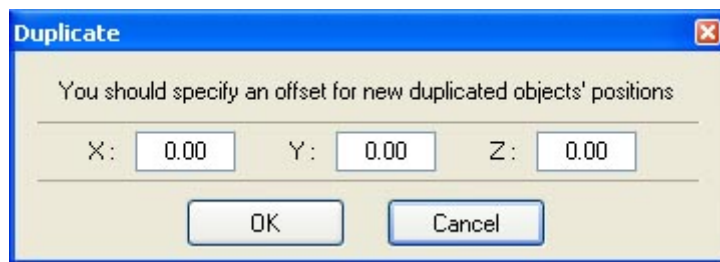 Duplicate
You should specify an offset for new duplicated objects' positions
X: 0.00 Y: 0.00 Z: 0.00
OK Cancel